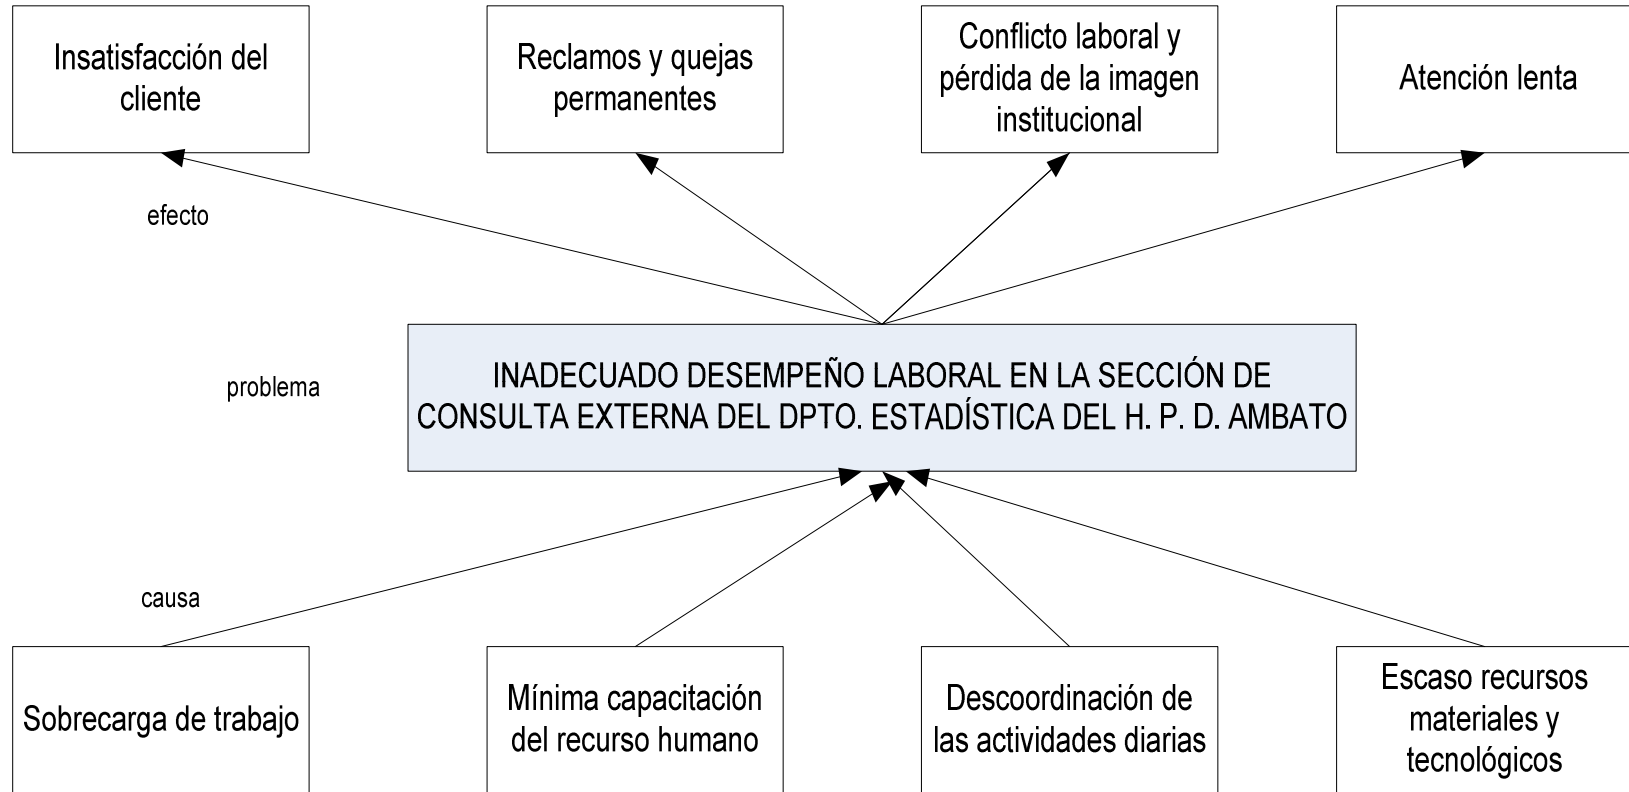 Insatisfacción del
cliente
Reclamos y quejas
permanentes
Conflicto laboral y
pérdida de la imagen
institucional
Atención lenta
efecto
problema
INADECUADO DESEMPEÑO LABORAL EN LA SECCIÓN DE
CONSULTA EXTERNA DEL DPTO. ESTADÍSTICA DEL H. P. D. AMBATO
causa
Sobrecarga de trabajo
Mínima capacitación
del recurso humano
Descoordinación de
las actividades diarias
Escaso recursos
materiales y
tecnológicos